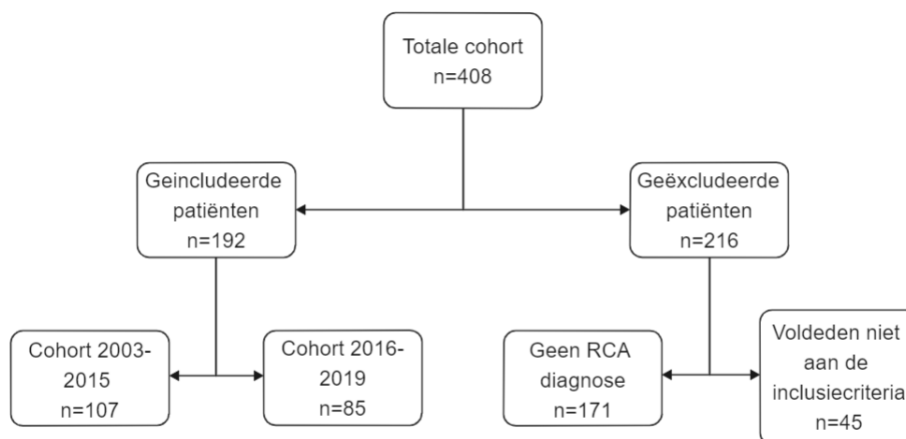 Totale cohort
n=408
Geincludeerde
patiënten
n=192
Geëxcludeerde
patiënten
n=216
Cohort 2003-
2015
n=107
Cohort 2016-
2019
n=85
Geen RCA
diagnose
n=171
Voldeden niet
aan de
inclusiecriteria
n=45